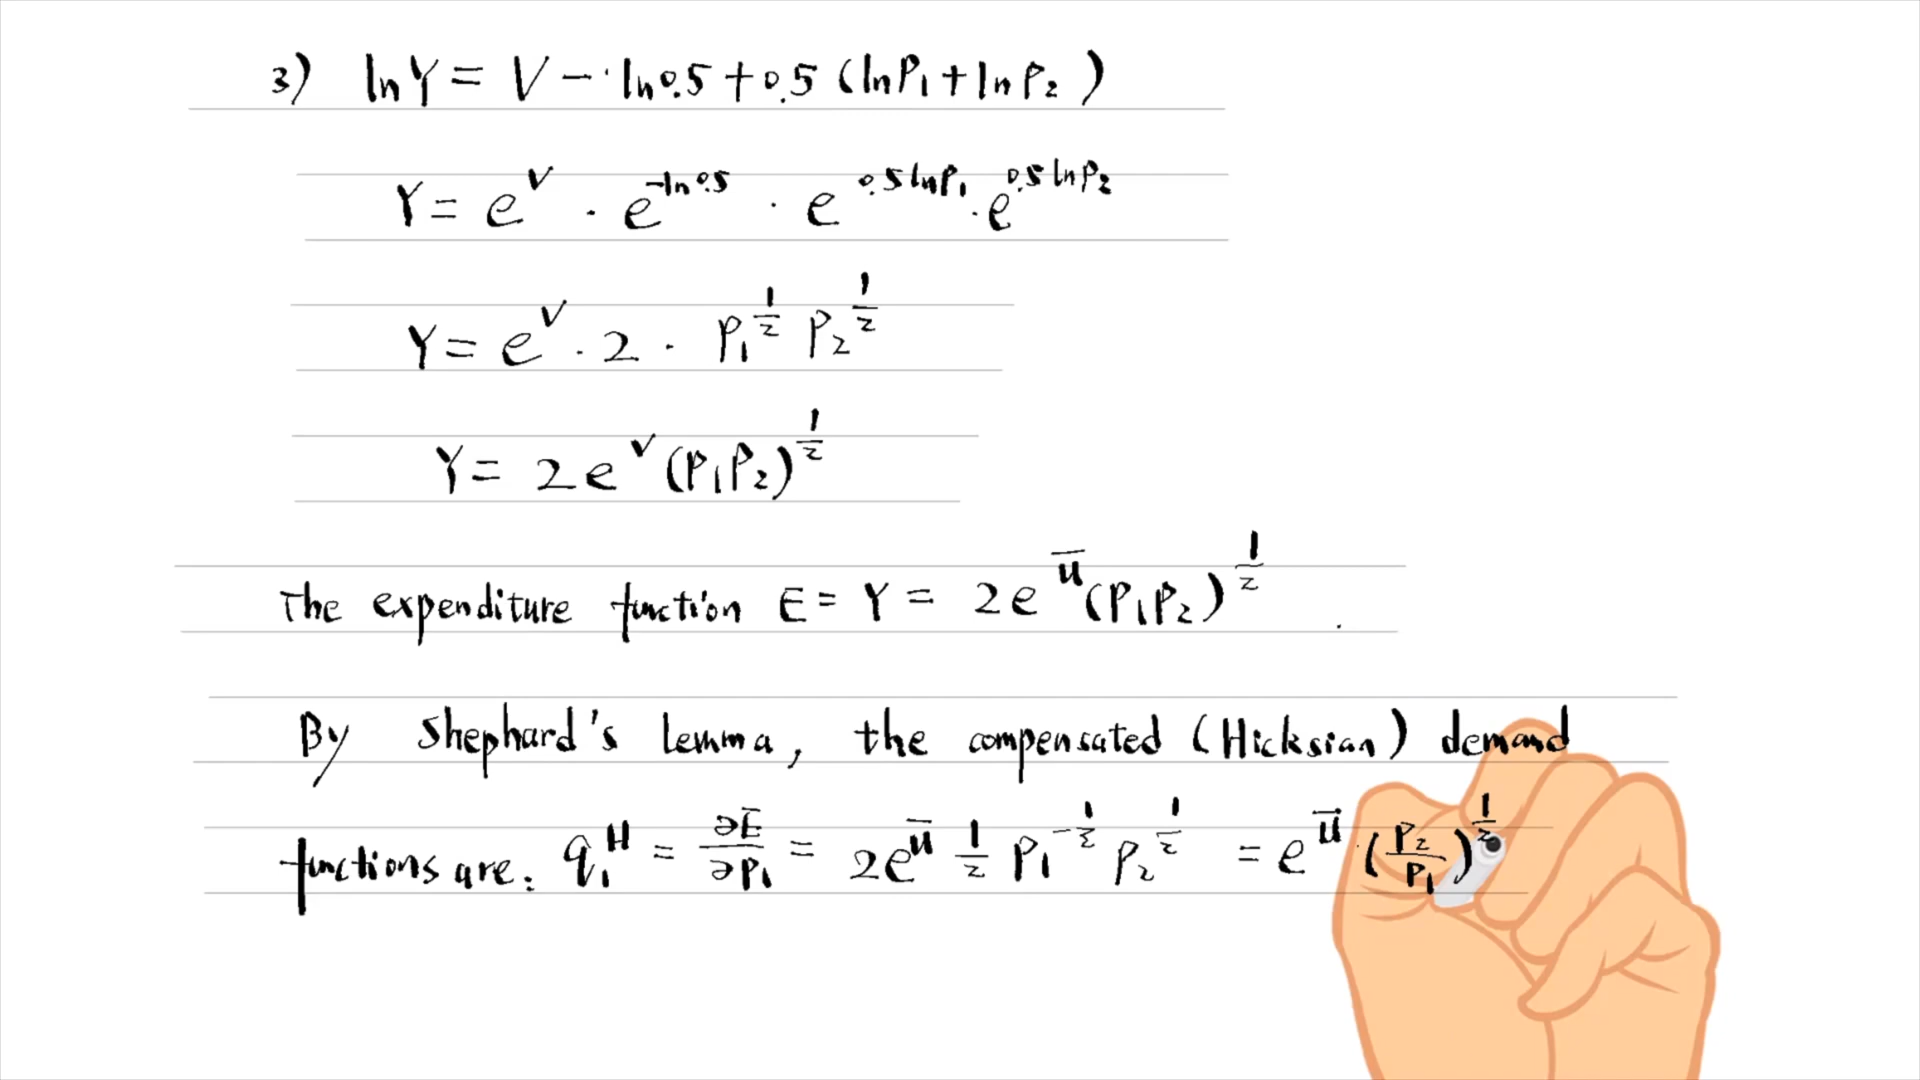 3) lnY = V - ln0.5 + 0.5 (lnP₁ + lnP₂)
Y = e^V · e^(-ln0.5) · e^(0.5lnP₁) · e^(0.5lnP₂)
Y = e^V · 2 · P₁^(1/2) P₂^(1/2)
Y = 2e^V (P₁P₂)^(1/2)
The expenditure function E = Y = 2e^ū (P₁P₂)^(1/2) .
By Shephard's lemma, the compensated (Hicksian) demand
functions are: q₁^H = ∂E/∂P₁ = 2e^ū 1/2 P₁^(-1/2) P₂^(1/2) = e^ū · (P₂/P₁)^(1/2)